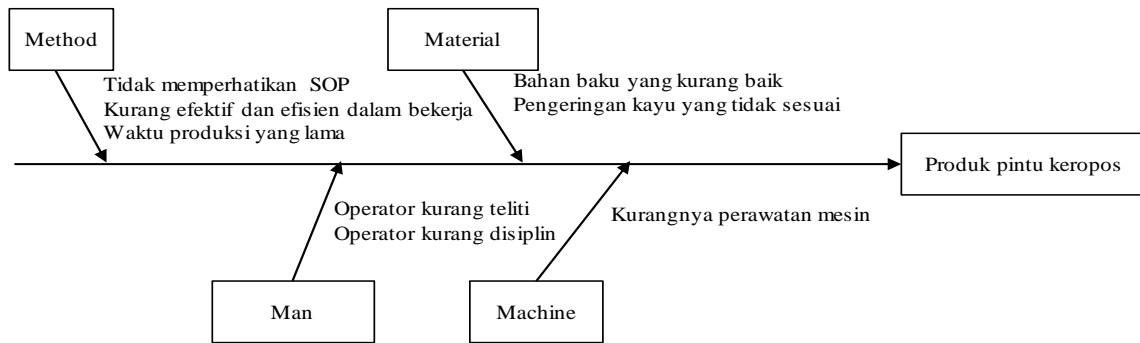 Method
Material
Tidak memperhatikan SOP
Kurang efektif dan efisien dalam bekerja
Waktu produksi yang lama
Bahan baku yang kurang baik
Pengeringan kayu yang tidak sesuai
Produk pintu keropos
Operator kurang teliti
Operator kurang disiplin
Kurangnya perawatan mesin
Man
Machine